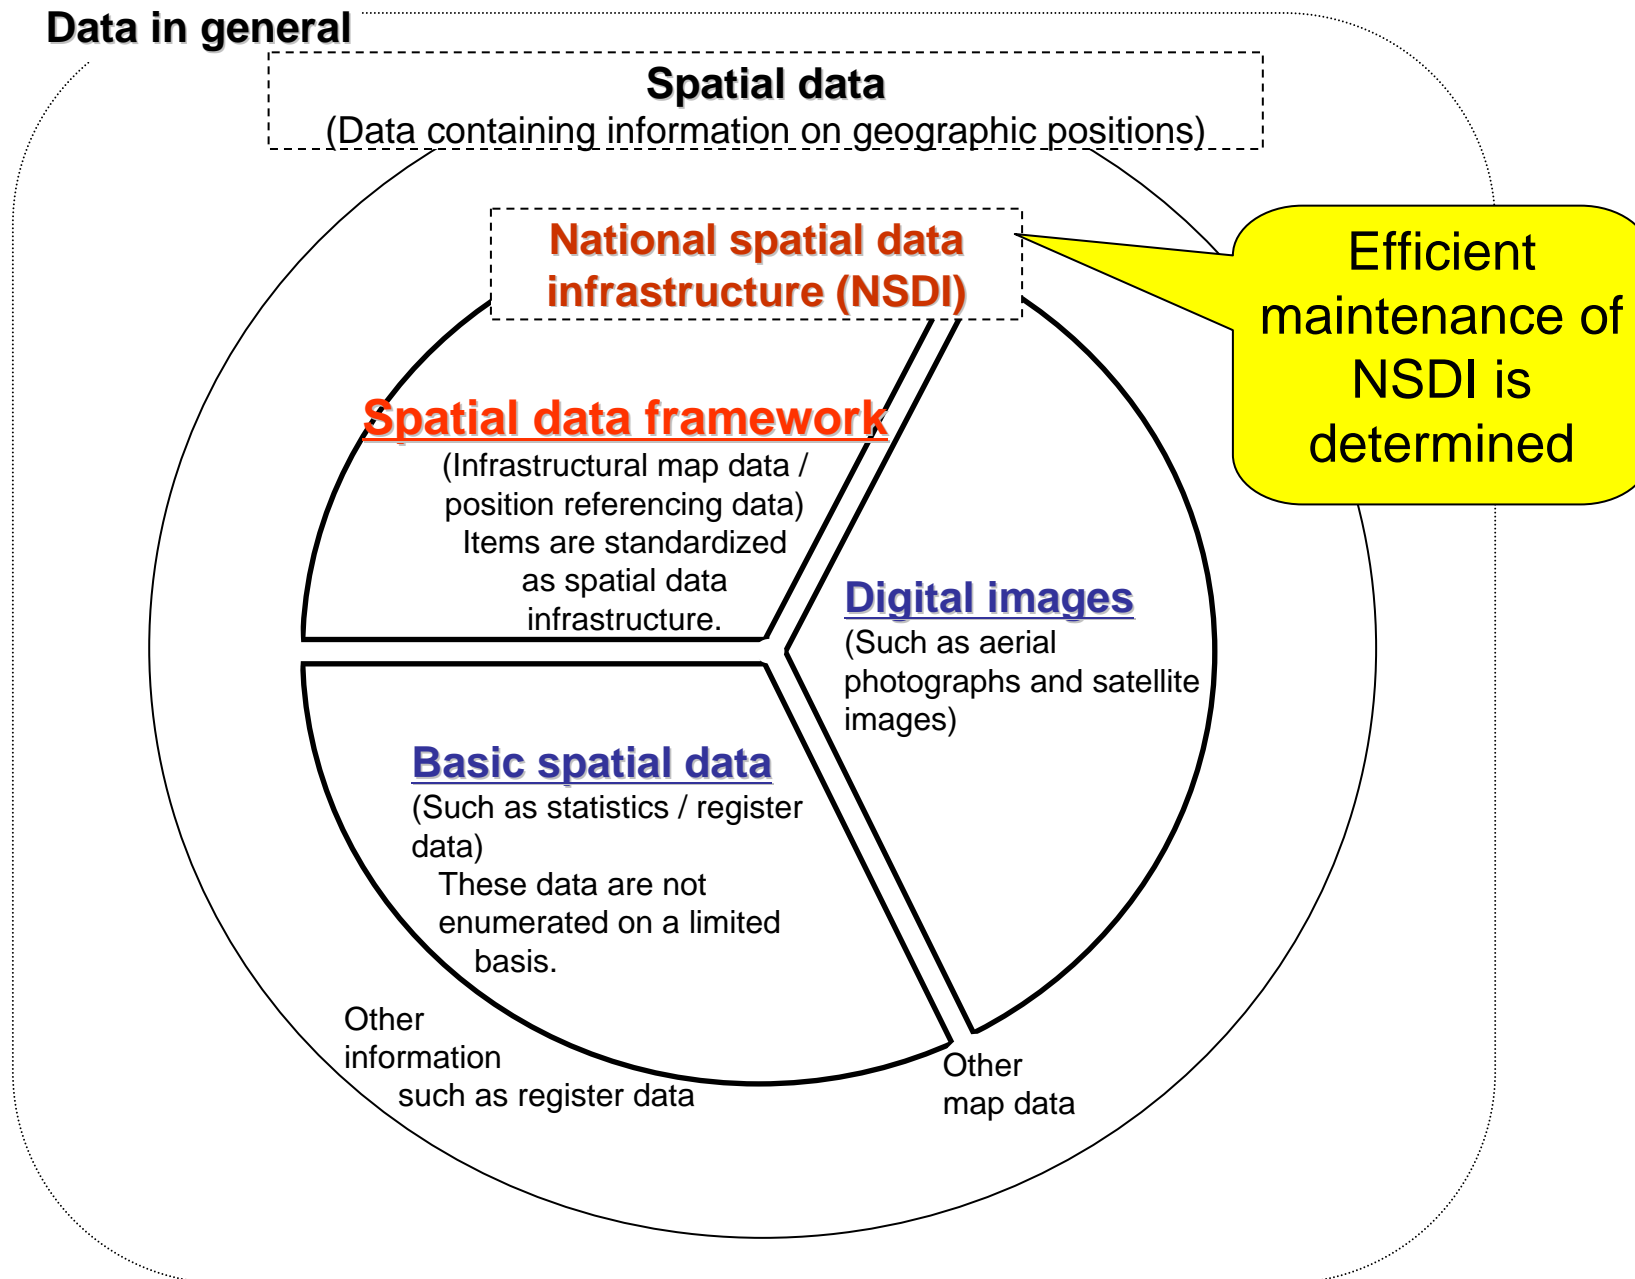 Data in general
Spatial data
(Data containing information on geographic positions)
National spatial data
infrastructure (NSDI)
Efficient
maintenance of
NSDI is
determined
Spatial data framework
(Infrastructural map data /
position referencing data)
Items are standardized
as spatial data
infrastructure.
Digital images
(Such as aerial
photographs and satellite
images)
Basic spatial data
(Such as statistics / register
data)
These data are not
enumerated on a limited
basis.
Other
information
such as register data
Other
map data